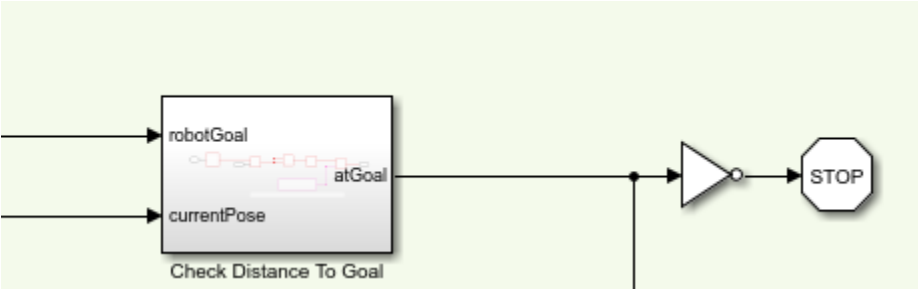 robotGoal
atGoal
currentPose
Check Distance To Goal
STOP